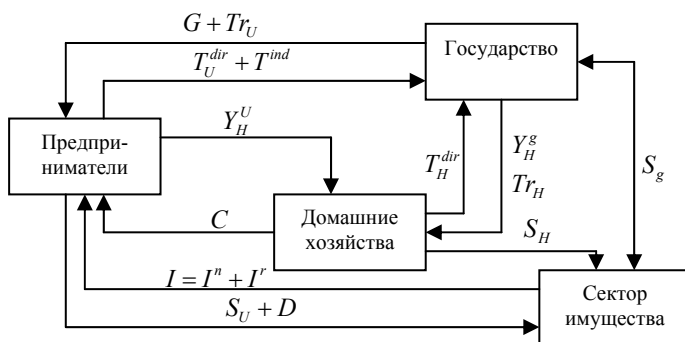 G + Tr_U
Государство
T_U^{dir} + T^{ind}
Предпри-
ниматели
Y_H^U
T_H^{dir}
Y_H^g
Tr_H
S_g
C
Домашние
хозяйства
S_H
I = I^n + I^r
S_U + D
Сектор
имущества